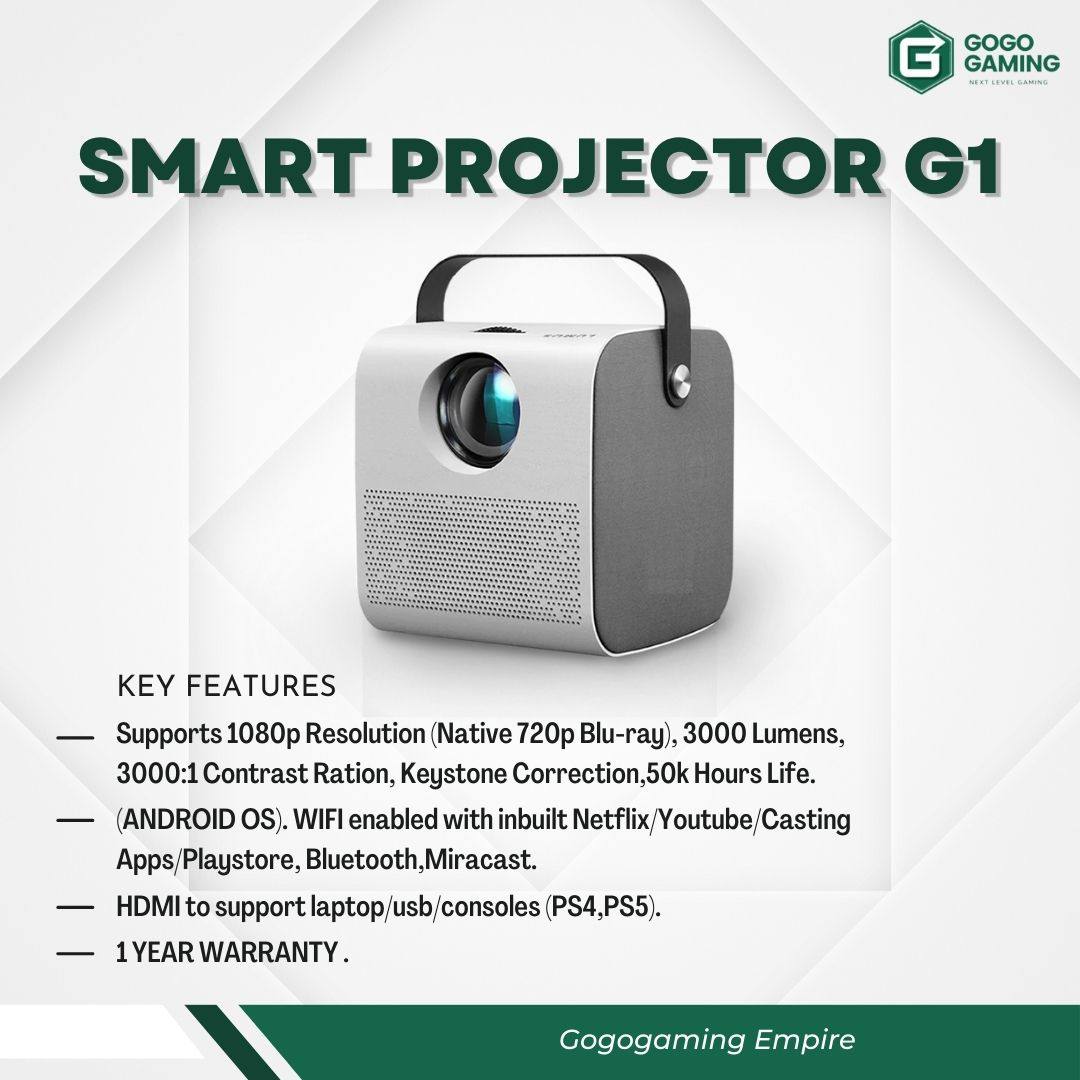 GOGO
GAMING
NEXT LEVEL GAMING
SMART PROJECTOR G1
KEY FEATURES
Supports 1080p Resolution (Native 720p Blu-ray), 3000 Lumens,
3000:1 Contrast Ration, Keystone Correction,50k Hours Life.
(ANDROID OS). WIFI enabled with inbuilt Netflix/Youtube/Casting
Apps/Playstore, Bluetooth,Miracast.
HDMI to support laptop/usb/consoles (PS4,PS5).
1 YEAR WARRANTY .
Gogogaming Empire